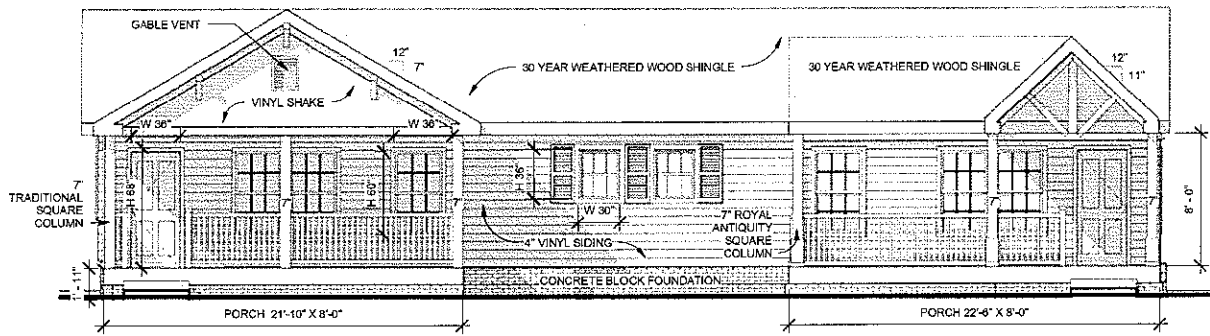 GABLE VENT
12"
7"
30 YEAR WEATHERED WOOD SHINGLE
30 YEAR WEATHERED WOOD SHINGLE
12"
11"
VINYL SHAKE
W 36"
W 36"
H 68"
H 60"
H 36"
W 30"
7'
TRADITIONAL
SQUARE
COLUMN
7"
7"
4" VINYL SIDING
7" ROYAL
ANTIQUITY
SQUARE
COLUMN
7"
7"
8' - 0"
1' - 11"
CONCRETE BLOCK FOUNDATION
PORCH 21'-10" X 8'-0"
PORCH 22'-6" X 8'-0"